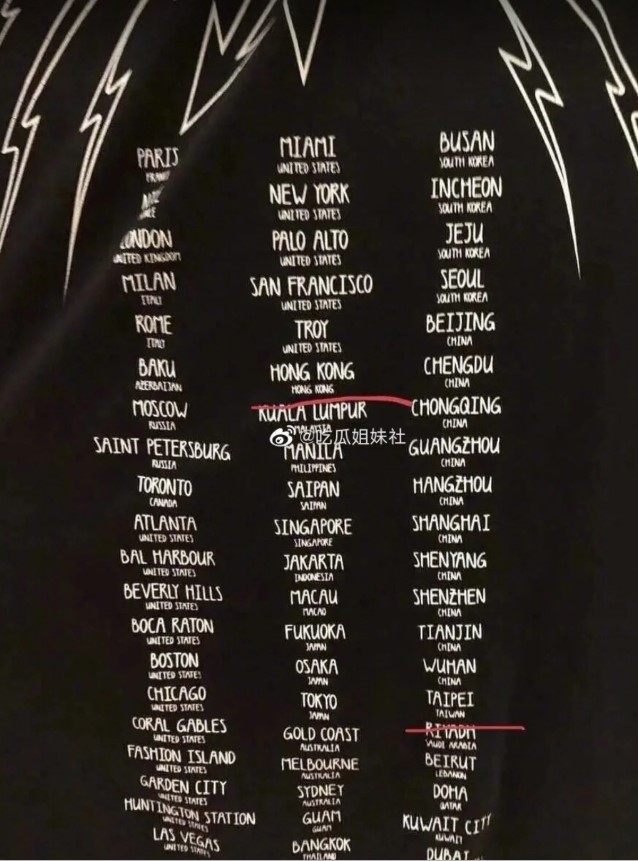 PARIS
FRANCE
LONDON
UNITED KINGDOM
MILAN
ITALY
ROME
ITALY
BAKU
AZERBAIJAN
MOSCOW
RUSSIA
SAINT PETERSBURG
RUSSIA
TORONTO
CANADA
ATLANTA
UNITED STATES
BAL HARBOUR
UNITED STATES
BEVERLY HILLS
UNITED STATES
BOCA RATON
UNITED STATES
BOSTON
UNITED STATES
CHICAGO
UNITED STATES
CORAL GABLES
UNITED STATES
FASHION ISLAND
UNITED STATES
GARDEN CITY
UNITED STATES
HUNTINGTON STATION
UNITED STATES
LAS VEGAS
UNITED STATES
MIAMI
UNITED STATES
NEW YORK
UNITED STATES
PALO ALTO
UNITED STATES
SAN FRANCISCO
UNITED STATES
TROY
UNITED STATES
HONG KONG
HONG KONG
KUALA LUMPUR
MALAYSIA
@吃瓜姐妹社
MANILA
PHILIPPINES
SAIPAN
SAIPAN
SINGAPORE
SINGAPORE
JAKARTA
INDONESIA
MACAU
MACAO
FUKUOKA
JAPAN
OSAKA
JAPAN
TOKYO
JAPAN
GOLD COAST
AUSTRALIA
MELBOURNE
AUSTRALIA
SYDNEY
AUSTRALIA
GUAM
GUAM
BANGKOK
THAILAND
BUSAN
SOUTH KOREA
INCHEON
SOUTH KOREA
JEJU
SOUTH KOREA
SEOUL
SOUTH KOREA
BEIJING
CHINA
CHENGDU
CHINA
CHONGQING
CHINA
GUANGZHOU
CHINA
HANGZHOU
CHINA
SHANGHAI
CHINA
SHENYANG
CHINA
SHENZHEN
CHINA
TIANJIN
CHINA
WUHAN
CHINA
TAIPEI
TAIWAN
RIYADH
SAUDI ARABIA
BEIRUT
LEBANON
DOHA
QATAR
KUWAIT CITY
KUWAIT
DUBAI